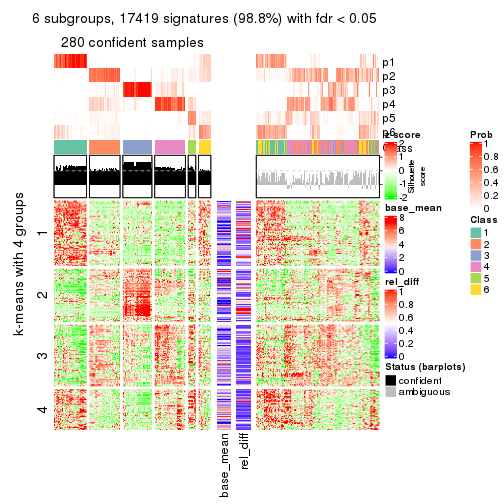 6 subgroups, 17419 signatures (98.8%) with fdr < 0.05
280 confident samples
p1
p2
p3
p4
p5
p6
Class
Silhouette
score
k-means with 4 groups
1
2
3
4
base_mean
rel_diff
z_score
2
1
0
-1
-2
base_mean
8
6
4
2
0
rel_diff
1
0.8
0.6
0.4
0.2
0
Status (barplots)
confident
ambiguous
Prob
1
0.8
0.6
0.4
0.2
0
Class
1
2
3
4
5
6